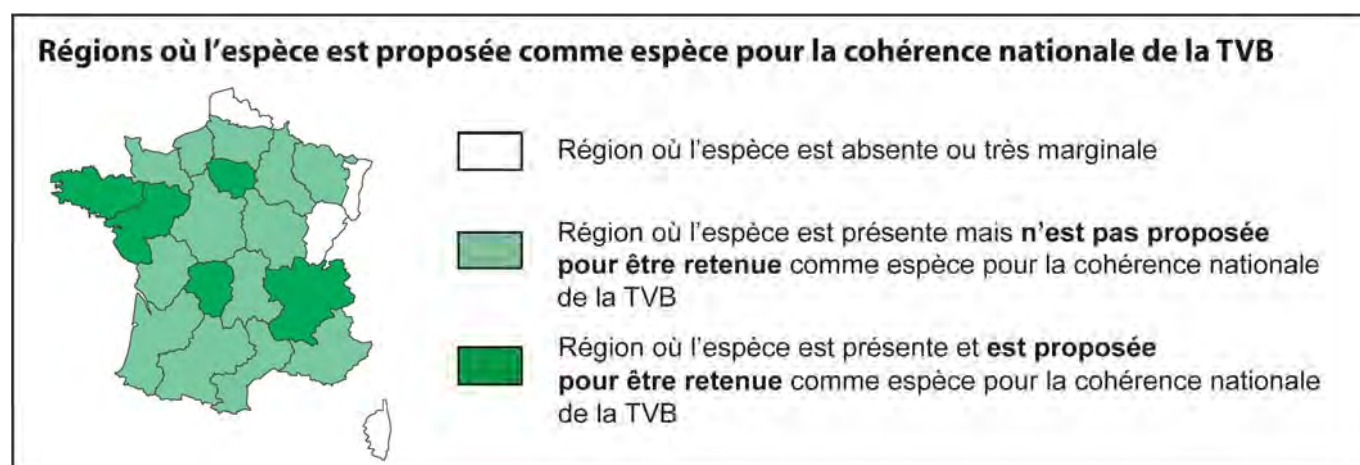 Régions où l'espèce est proposée comme espèce pour la cohérence nationale de la TVB
Région où l'espèce est absente ou très marginale
Région où l'espèce est présente mais n'est pas proposée
pour être retenue comme espèce pour la cohérence nationale
de la TVB
Région où l'espèce est présente et est proposée
pour être retenue comme espèce pour la cohérence nationale
de la TVB